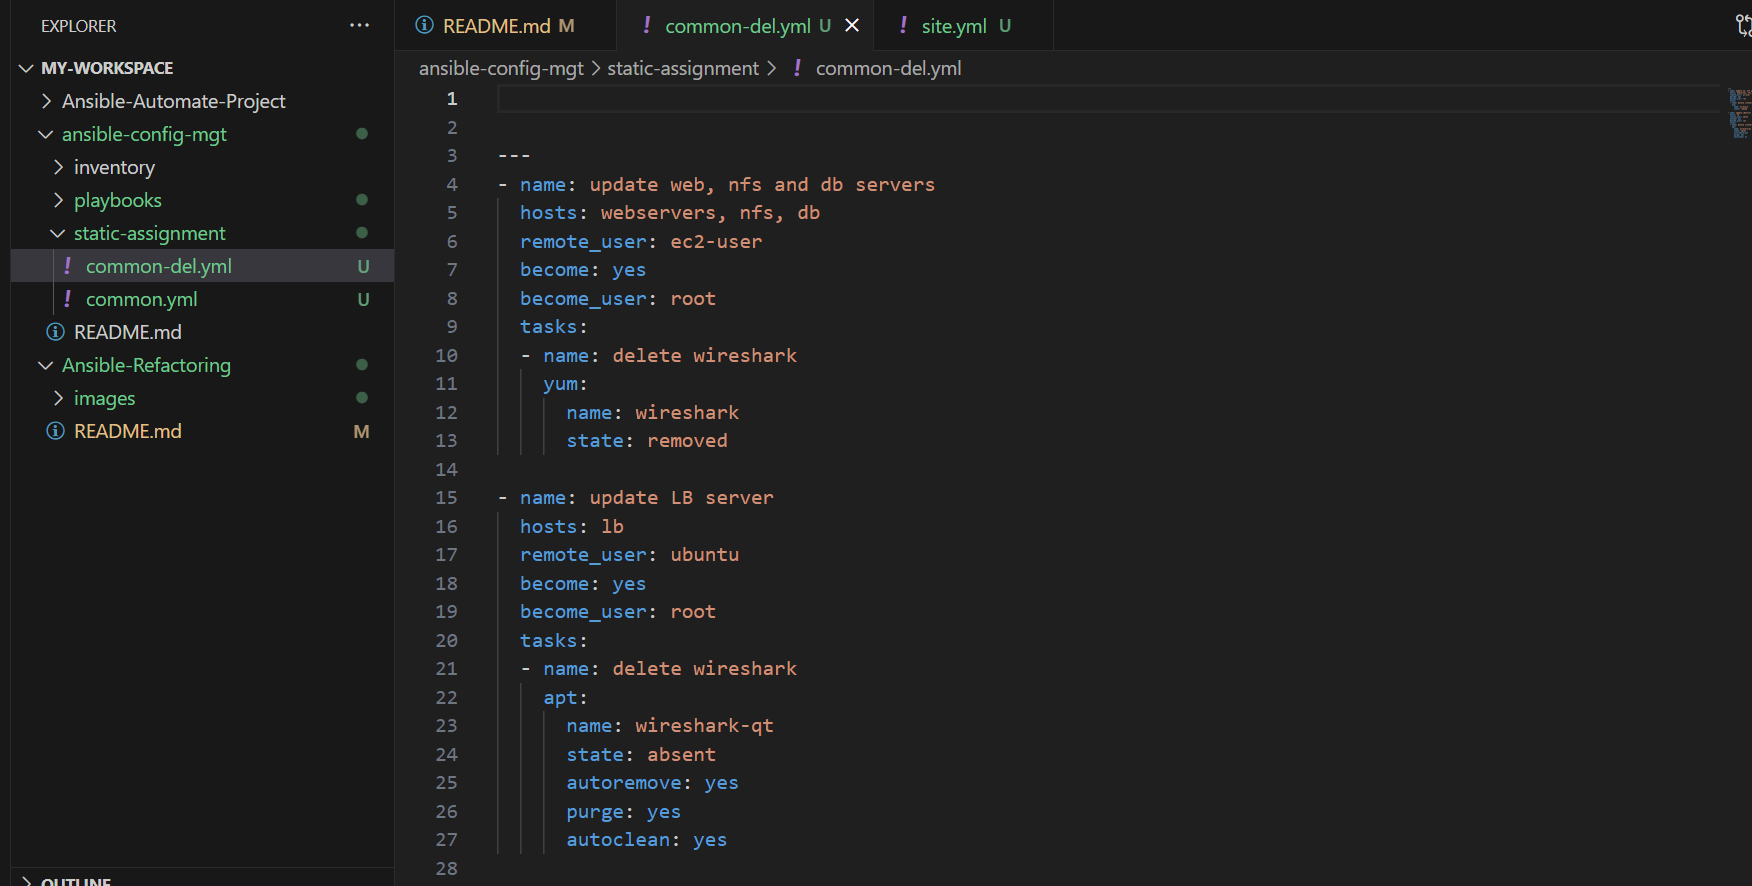 EXPLORER ···
MY-WORKSPACE
Ansible-Automate-Project
ansible-config-mgt
inventory
playbooks
static-assignment
! common-del.yml U
! common.yml U
README.md
Ansible-Refactoring
images
README.md M
OUTLINE
README.md M
! common-del.yml U
! site.yml U
ansible-config-mgt > static-assignment > ! common-del.yml
1
2
3 ---
4 - name: update web, nfs and db servers
5 hosts: webservers, nfs, db
6 remote_user: ec2-user
7 become: yes
8 become_user: root
9 tasks:
10 - name: delete wireshark
11 yum:
12 name: wireshark
13 state: removed
14
15 - name: update LB server
16 hosts: lb
17 remote_user: ubuntu
18 become: yes
19 become_user: root
20 tasks:
21 - name: delete wireshark
22 apt:
23 name: wireshark-qt
24 state: absent
25 autoremove: yes
26 purge: yes
27 autoclean: yes
28